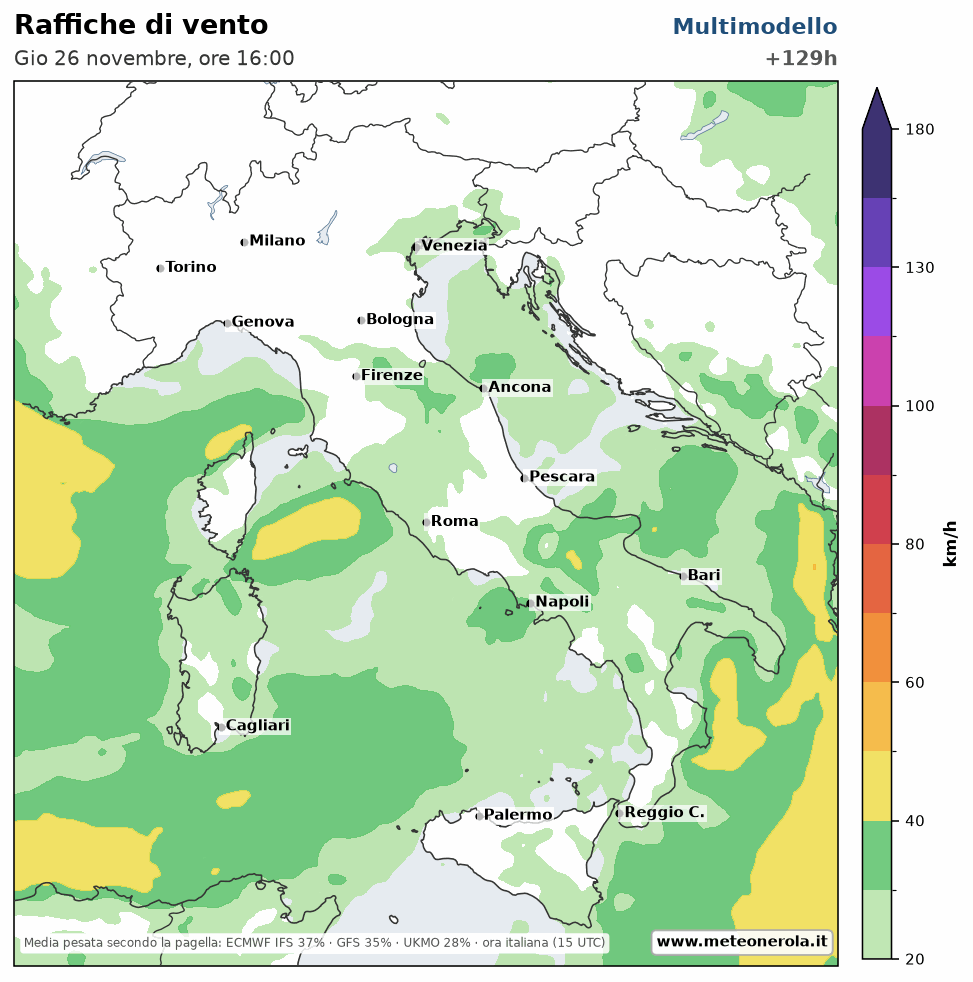 Raffiche di vento
Multimodello
Gio 26 novembre, ore 16:00
+129h
180
130
100
80
60
40
20
km/h
Milano
Venezia
Torino
Genova
Bologna
Firenze
Ancona
Pescara
Roma
Bari
Napoli
Cagliari
Palermo
Reggio C.
Media pesata secondo la pagella: ECMWF IFS 37% · GFS 35% · UKMO 28% · ora italiana (15 UTC)
www.meteonerola.it